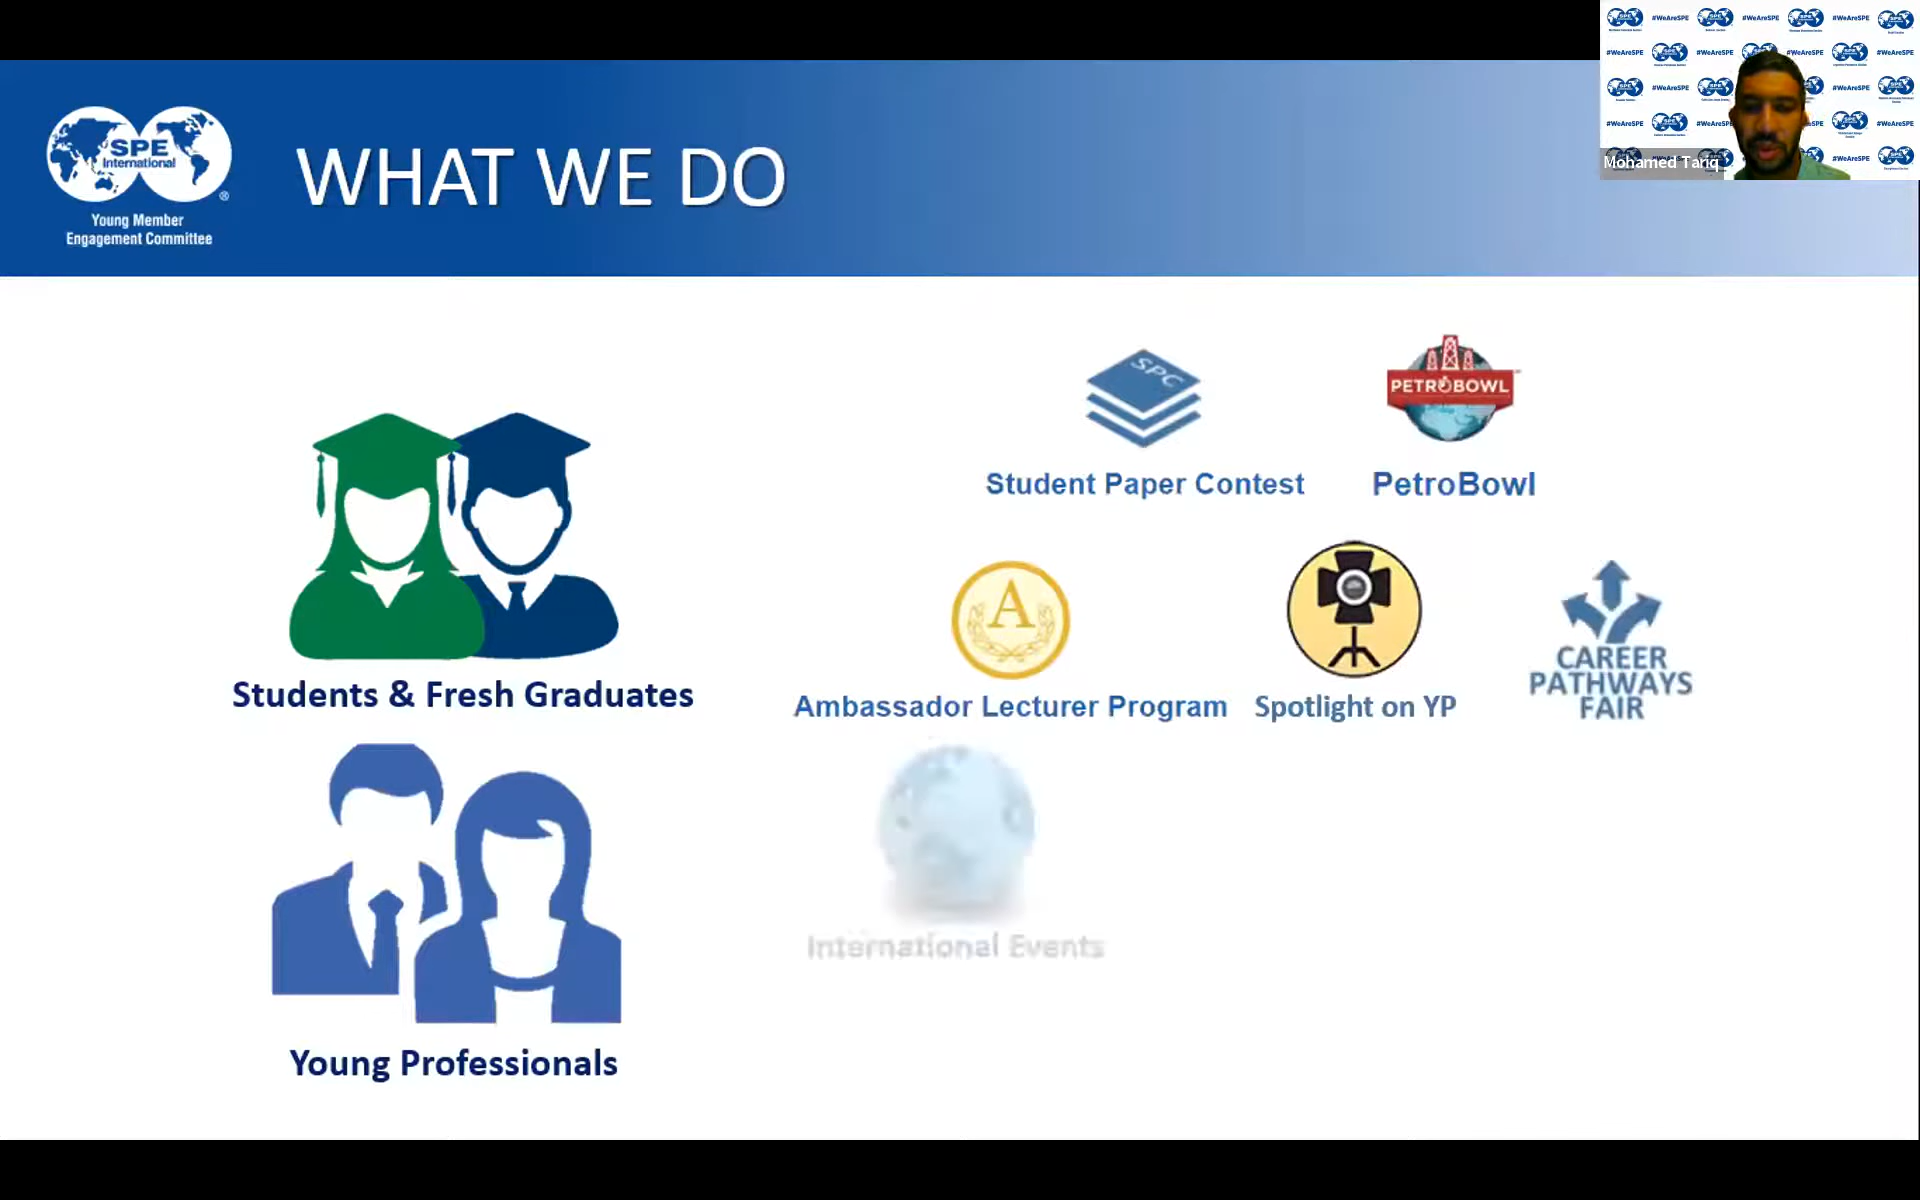 SPE
International
®
Young Member
Engagement Committee
WHAT WE DO
#WeAreSPE
Mohamed Tariq
SPC
PETROBOWL
Student Paper Contest
PetroBowl
Students & Fresh Graduates
A
Ambassador Lecturer Program
Spotlight on YP
CAREER
PATHWAYS
FAIR
International Events
Young Professionals